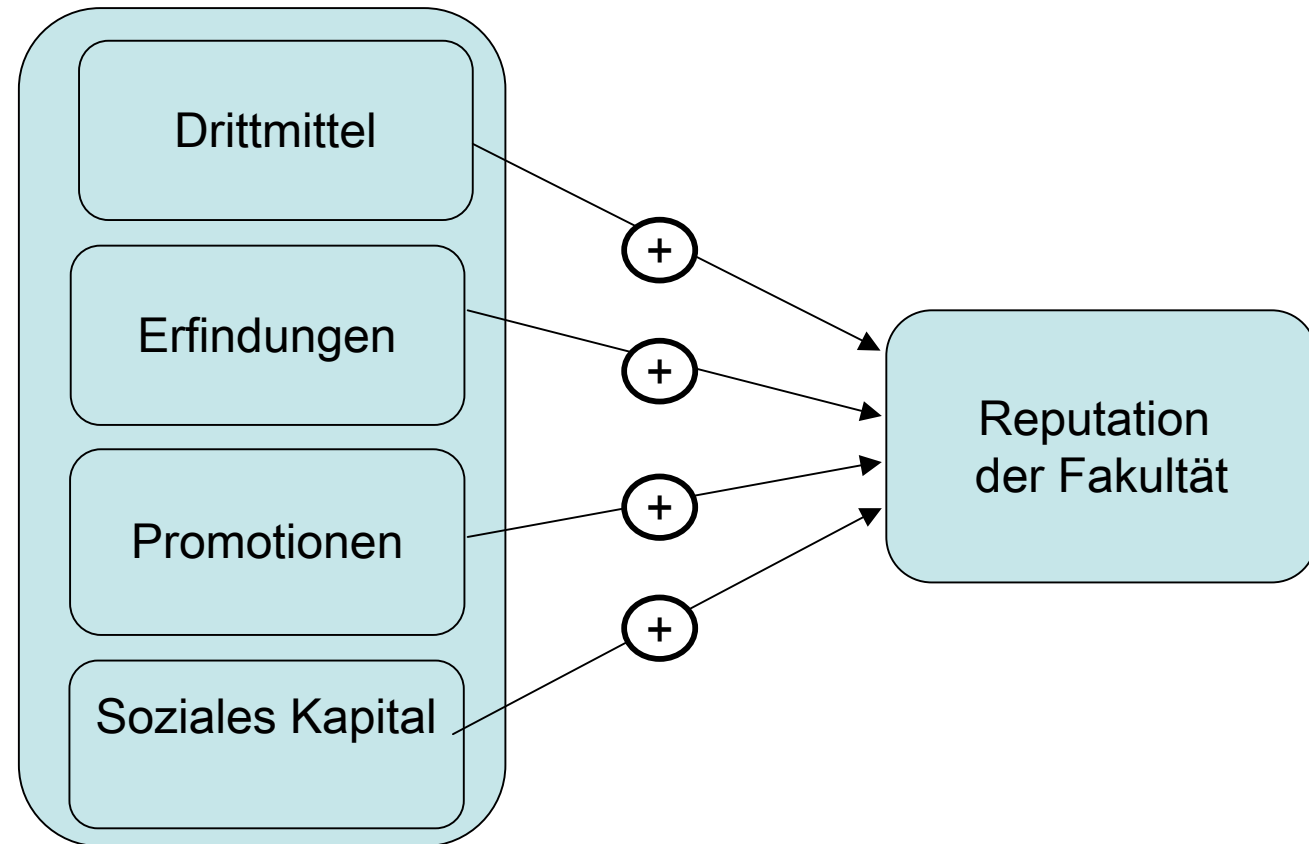 Drittmittel
+
Erfindungen
+
Reputation
der Fakultät
+
Promotionen
+
Soziales Kapital